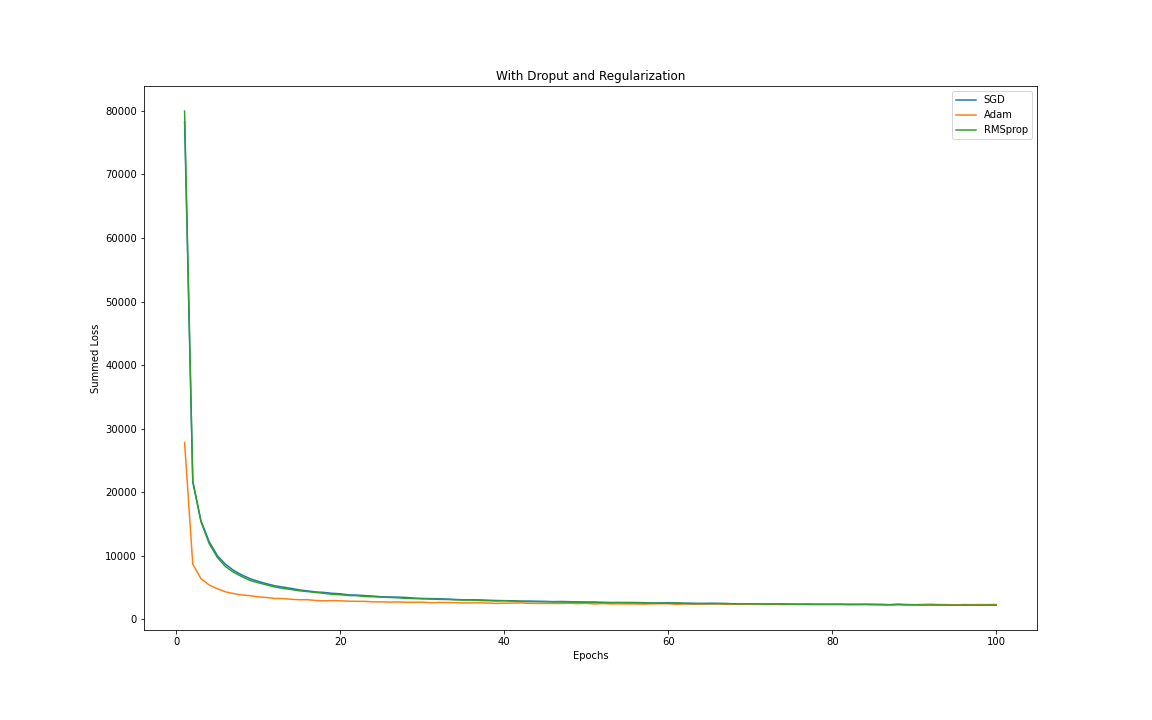 With Droput and Regularization
SGD
Adam
RMSprop
80000
70000
60000
50000
40000
30000
20000
10000
0
Summed Loss
0 20 40 60 80 100
Epochs